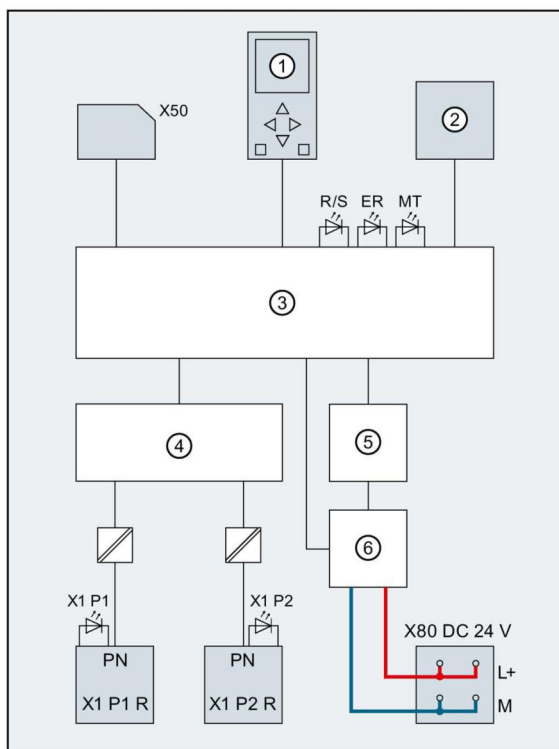 ①
X50
②
R/S ER MT
③
④
⑤
⑥
X1 P1
X1 P2
X80 DC 24 V
PN
PN
L+
X1 P1 R
X1 P2 R
M